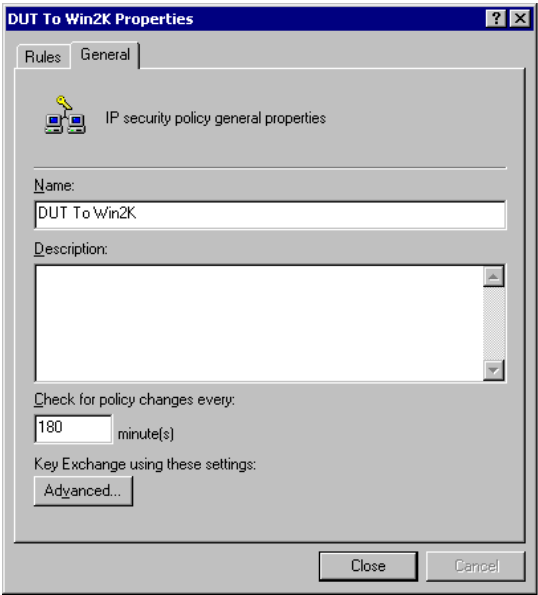 DUT To Win2K Properties
Rules General
IP security policy general properties
Name:
DUT To Win2K
Description:
Check for policy changes every:
180 minute(s)
Key Exchange using these settings:
Advanced...
Close Cancel